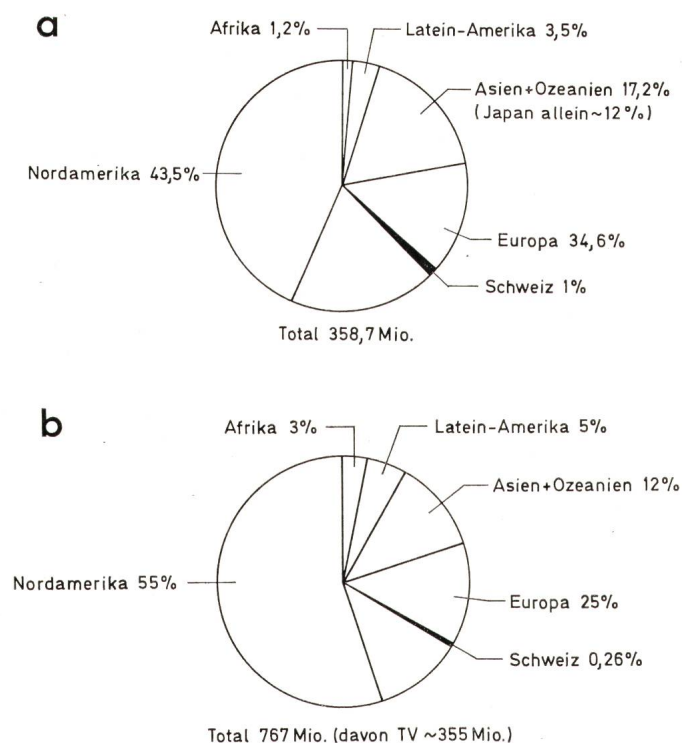 a
Afrika 1,2%
Latein-Amerika 3,5%
Asien+Ozeanien 17,2%
(Japan allein~12%)
Nordamerika 43,5%
Europa 34,6%
Schweiz 1%
Total 358,7 Mio.
b
Afrika 3%
Latein-Amerika 5%
Asien+Ozeanien 12%
Nordamerika 55%
Europa 25%
Schweiz 0,26%
Total 767 Mio. (davon TV ~355 Mio.)